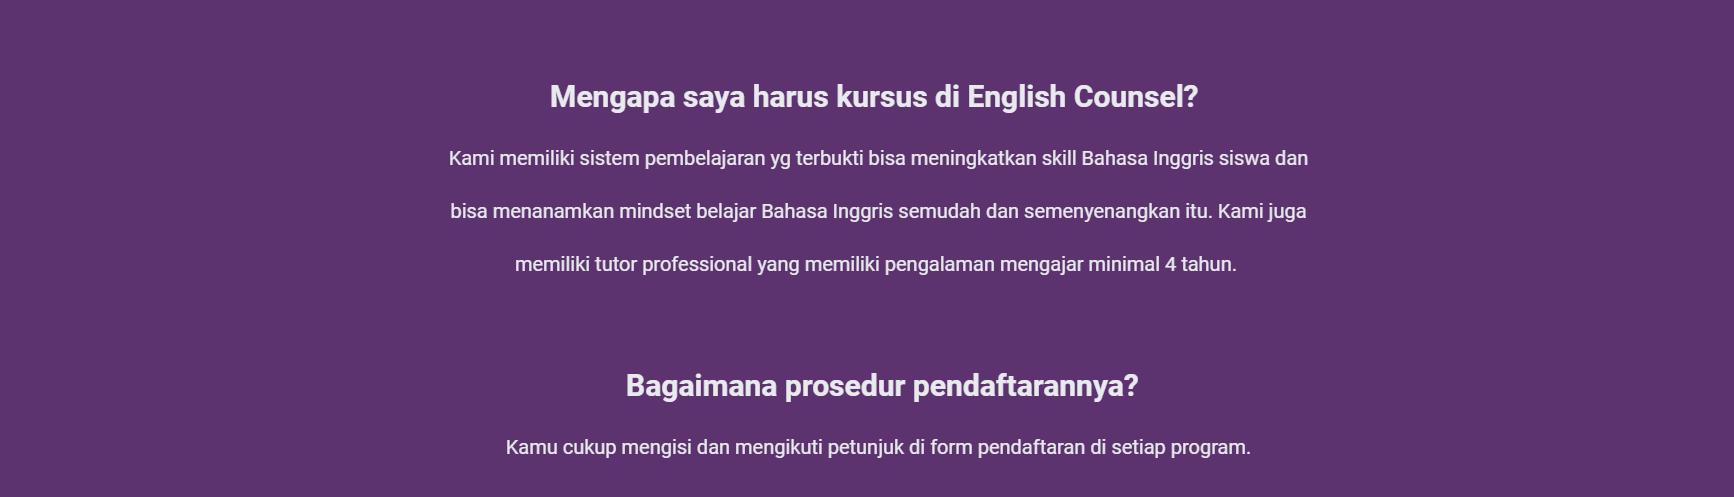 Mengapa saya harus kursus di English Counsel?
Kami memiliki sistem pembelajaran yg terbukti bisa meningkatkan skill Bahasa Inggris siswa dan
bisa menanamkan mindset belajar Bahasa Inggris semudah dan semenyenangkan itu. Kami juga
memiliki tutor professional yang memiliki pengalaman mengajar minimal 4 tahun.
Bagaimana prosedur pendaftarannya?
Kamu cukup mengisi dan mengikuti petunjuk di form pendaftaran di setiap program.